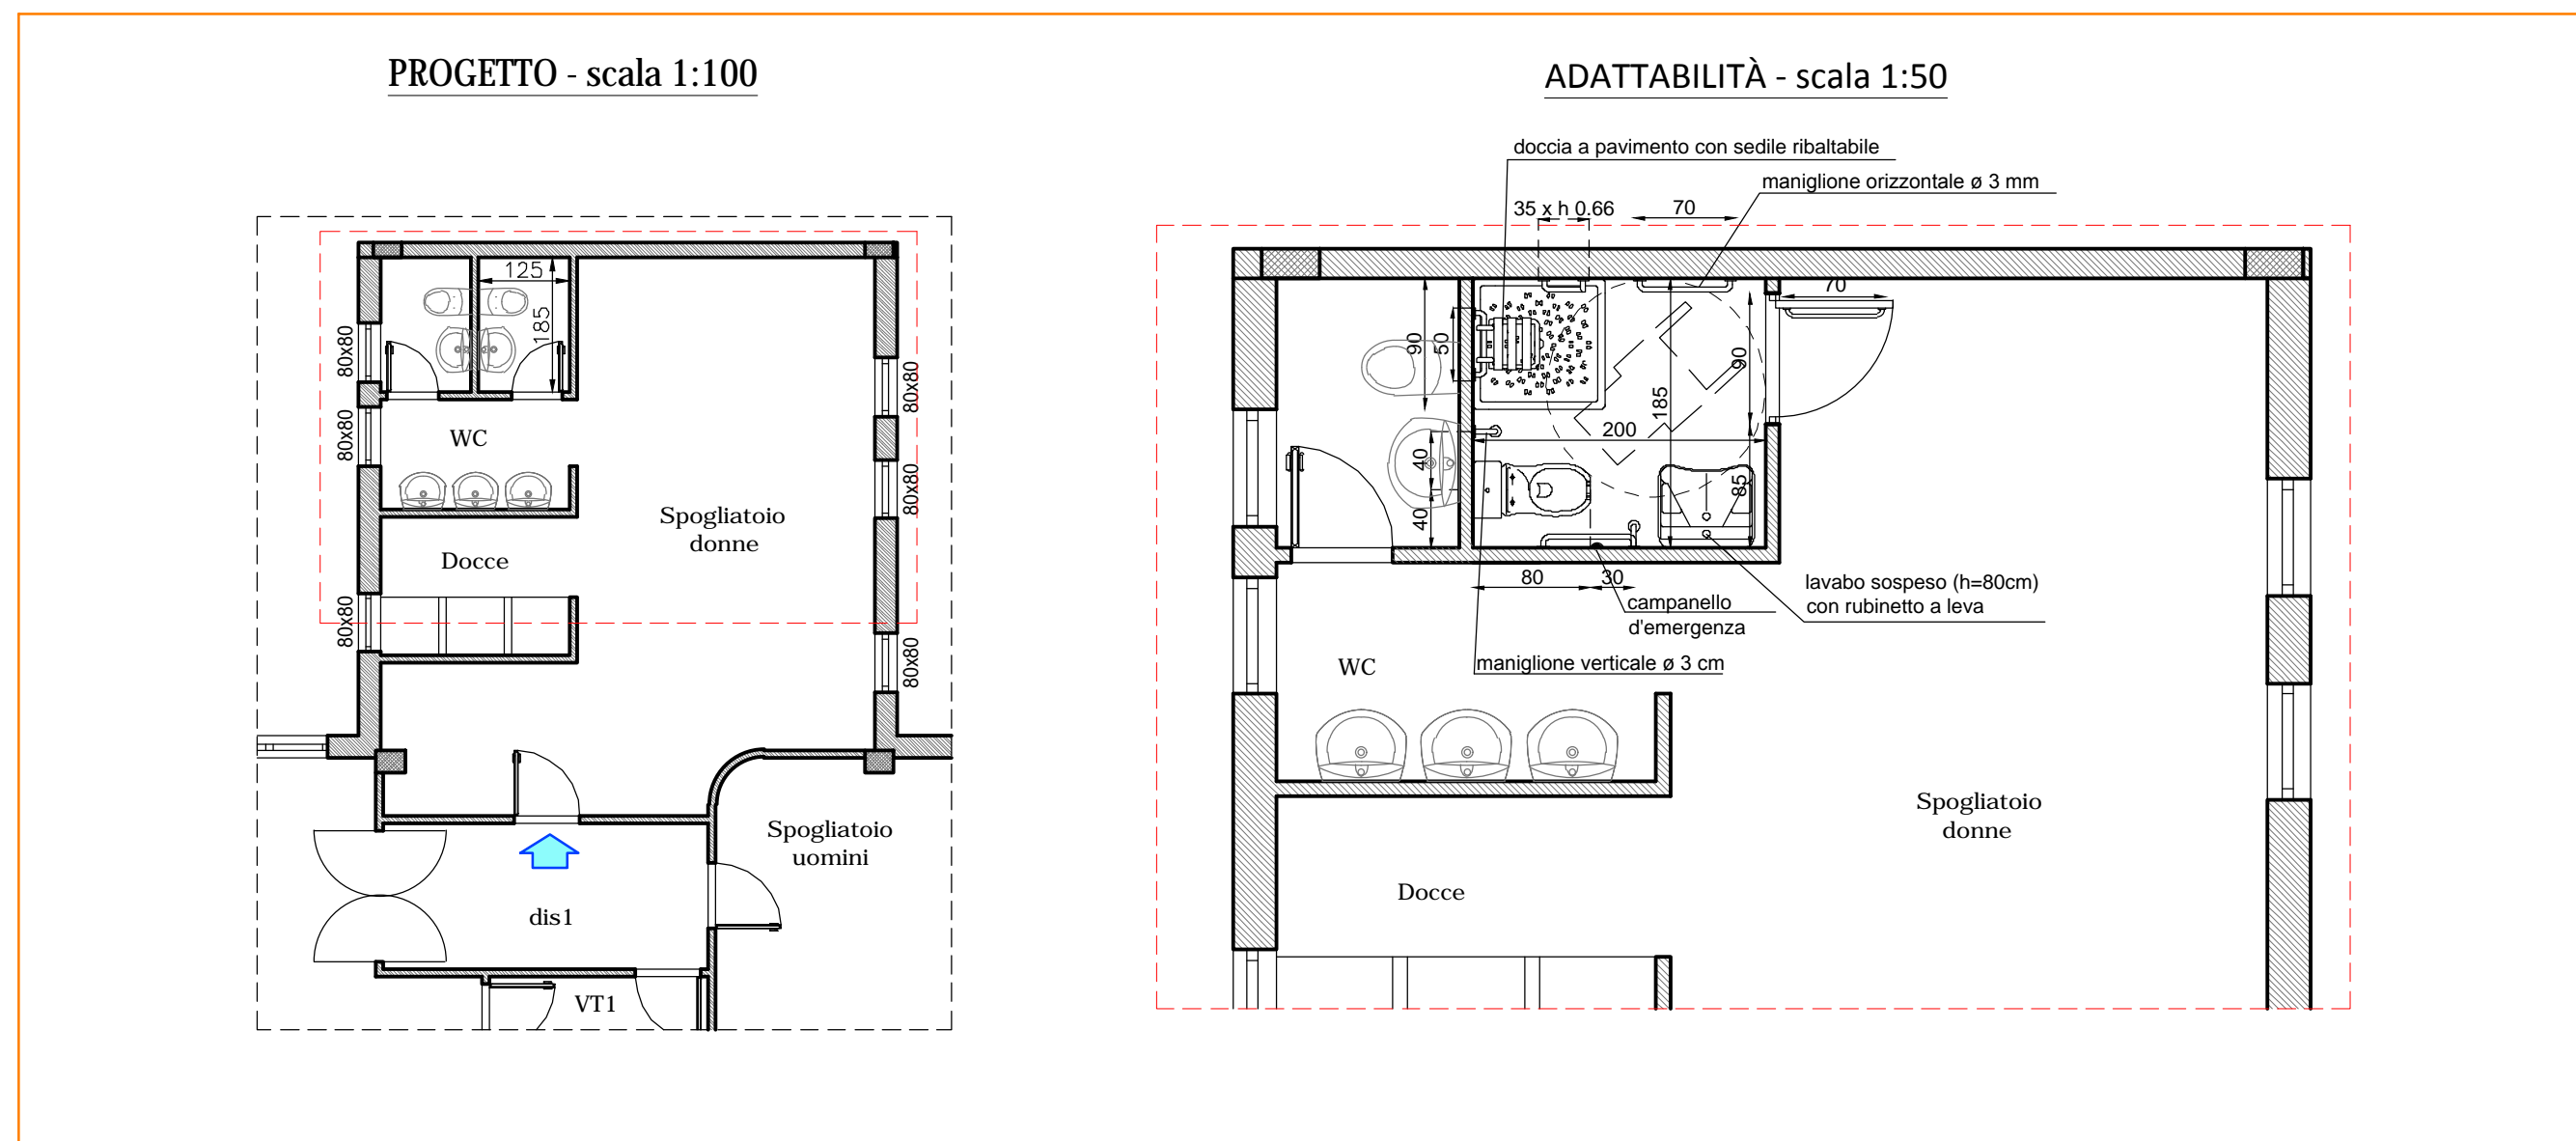 PROGETTO - scala 1:100
125
185
80x80
80x80
80x80
80x80
80x80
80x80
WC
Docce
Spogliatoio
donne
Spogliatoio
uomini
dis1
VT1
ADATTABILITÀ - scala 1:50
doccia a pavimento con sedile ribaltabile
maniglione orizzontale ø 3 mm
35 x h 0.66
70
70
90
50
90
185
200
40
40
85
80
30
campanello
d'emergenza
lavabo sospeso (h=80cm)
con rubinetto a leva
maniglione verticale ø 3 cm
WC
Docce
Spogliatoio
donne